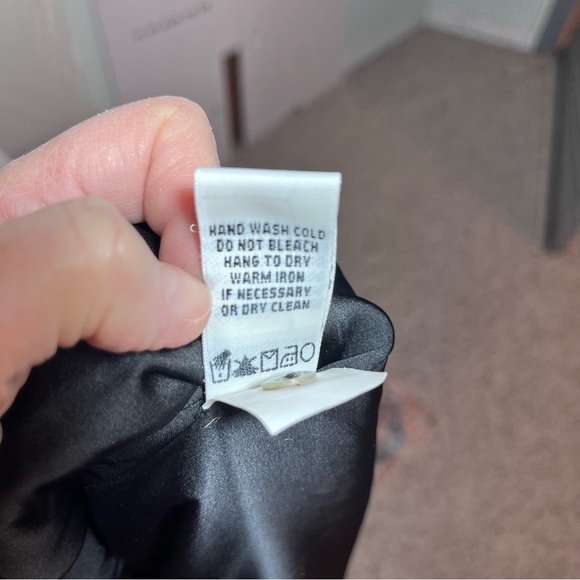 HAND WASH COLD
DO NOT BLEACH
HANG TO DRY
WARM IRON
IF NECESSARY
OR DRY CLEAN